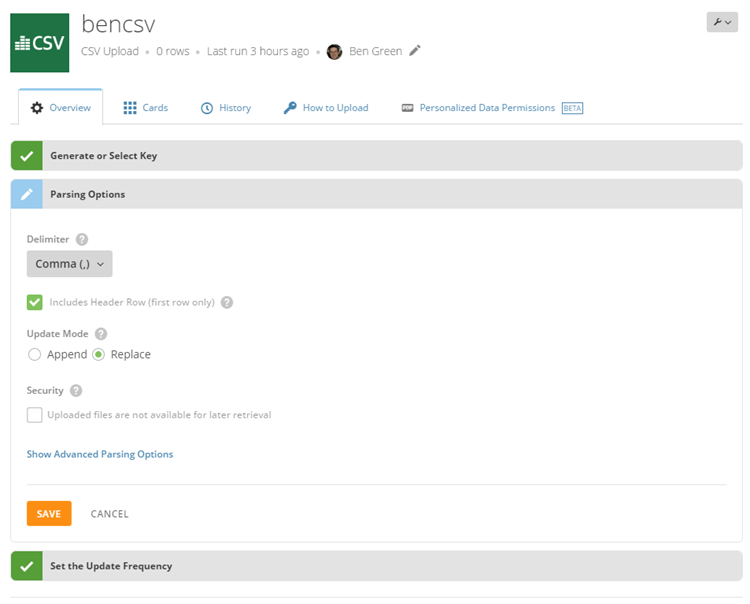 CSV
bencsv
CSV Upload • 0 rows • Last run 3 hours ago • Ben Green
Overview Cards History How to Upload PDP Personalized Data Permissions BETA
Generate or Select Key
Parsing Options
Delimiter ?
Comma (,)
Includes Header Row (first row only) ?
Update Mode ?
Append Replace
Security ?
Uploaded files are not available for later retrieval
Show Advanced Parsing Options
SAVE CANCEL
Set the Update Frequency